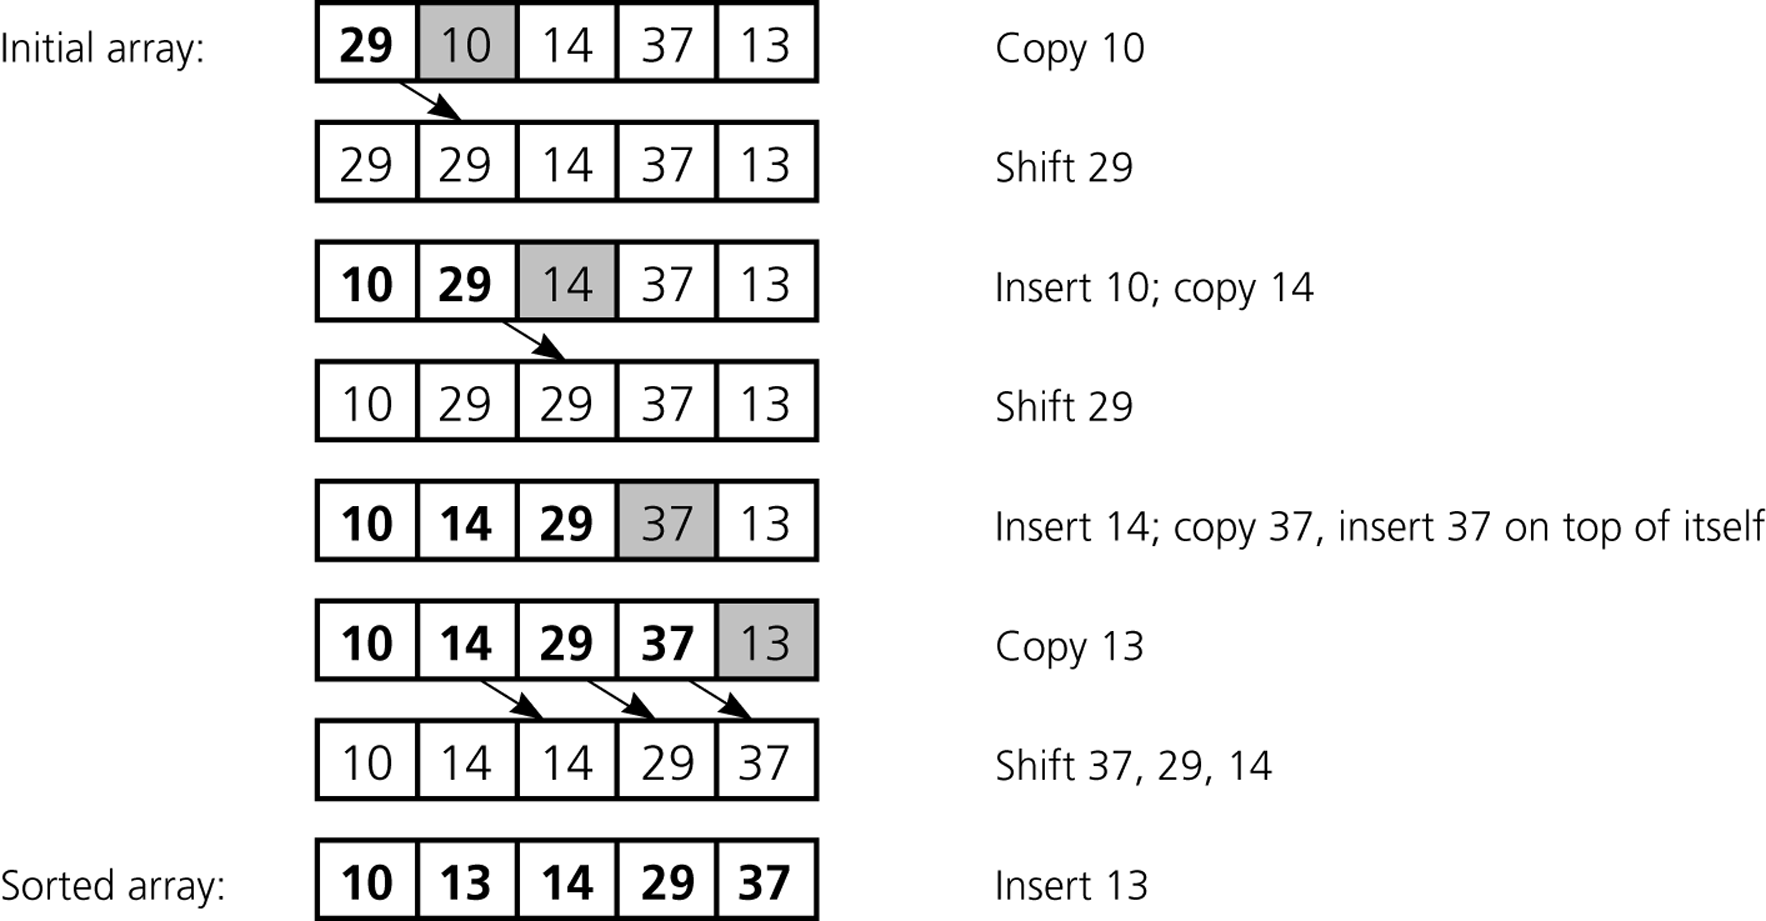 Initial array: 29 10 14 37 13 Copy 10
29 29 14 37 13 Shift 29
10 29 14 37 13 Insert 10; copy 14
10 29 29 37 13 Shift 29
10 14 29 37 13 Insert 14; copy 37, insert 37 on top of itself
10 14 29 37 13 Copy 13
10 14 14 29 37 Shift 37, 29, 14
Sorted array: 10 13 14 29 37 Insert 13